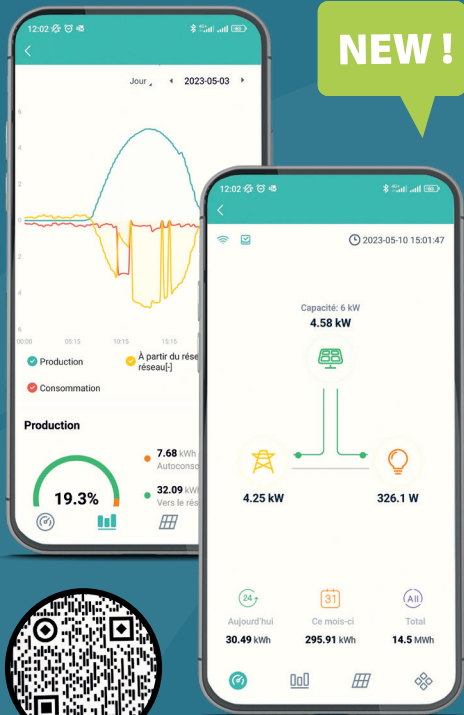 NEW !
12:02
Jour
2023-05-03
6
4
2
0
2
4
6
00:00 05:15 10:15 15:15
Production
À partir du rése
réseau[-]
Consommation
Production
7.68 kWh
Autoconso
19.3%
32.09 kW
Vers le rés
12:02
2023-05-10 15:01:47
Capacité: 6 kW
4.58 kW
4.25 kW
326.1 W
24
31
All
Aujourd'hui
Ce mois-ci
Total
30.49 kWh
295.91 kWh
14.5 MWh